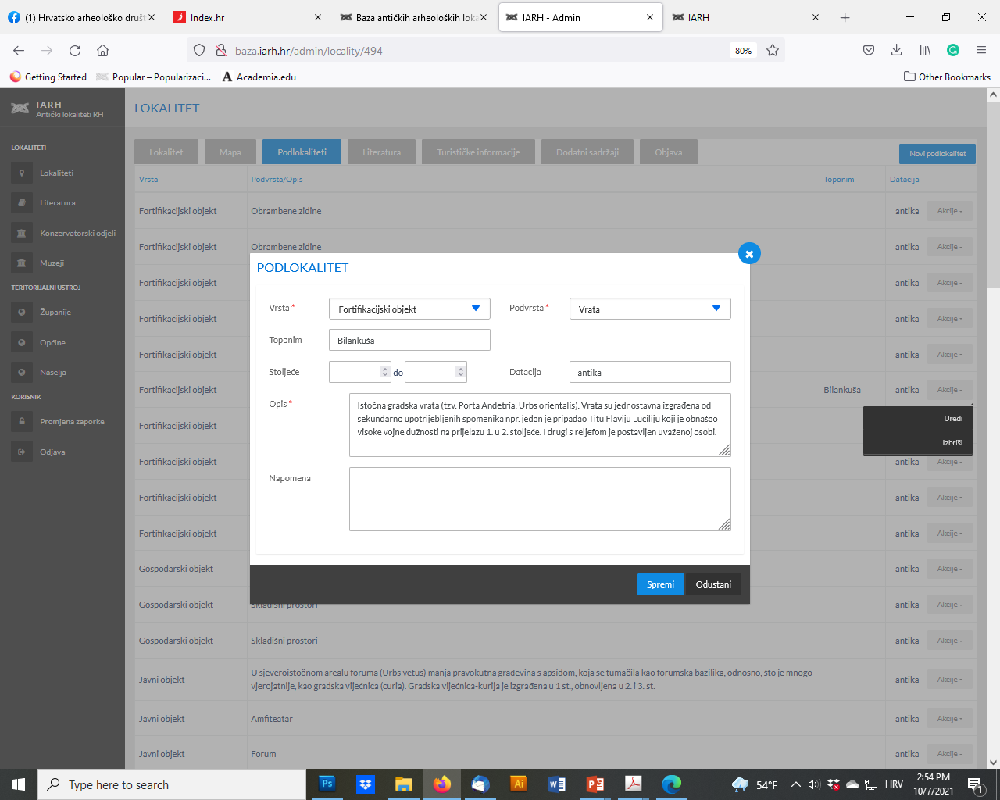 (1) Hrvatsko arheološko društ
Index.hr
Baza antičkih arheoloških loka
IARH - Admin
IARH
baza.iarh.hr/admin/locality/494
80%
Getting Started
Popular – Popularizaci...
Academia.edu
Other Bookmarks
IARH
Antički lokaliteti RH
LOKALITETI
Lokaliteti
Literatura
Konzervatorski odjeli
Muzeji
TERITORIJALNI USTROJ
Županije
Općine
Naselja
KORISNIK
Promjena zaporke
Odjava
LOKALITET
Lokalitet
Mapa
Podlokaliteti
Literatura
Turističke informacije
Dodatni sadržaji
Objava
Novi podlokalitet
Vrsta
Podvrsta/Opis
Toponim
Datacija
Fortifikacijski objekt Obrambene zidine antika Akcije
Fortifikacijski objekt Obrambene zidine antika Akcije
Fortifikacijski objekt antika Akcije
Fortifikacijski objekt antika Akcije
Fortifikacijski objekt antika Akcije
Fortifikacijski objekt Bilankuša antika Akcije
Uredi
Izbriši
Fortifikacijski objekt antika Akcije
Fortifikacijski objekt antika Akcije
Fortifikacijski objekt antika Akcije
Gospodarski objekt antika Akcije
Gospodarski objekt Skladišni prostori antika Akcije
Gospodarski objekt Skladišni prostori antika Akcije
Javni objekt
U sjeveroistočnom arealu foruma (Urbs vetus) manja pravokutna građevina s apsidom, koja se tumačila kao forumska bazilika, odnosno, što je mnogo
vjerojatnije, kao gradska vijećnica (curia). Gradska vijećnica-kurija je izgrađena u 1 st., obnovljena u 2. i 3. st.
antika Akcije
Javni objekt Amfiteatar antika Akcije
Javni objekt Forum antika Akcije
PODLOKALITET
Vrsta * Fortifikacijski objekt
Podvrsta * Vrata
Toponim Bilankuša
Stoljeće do
Datacija antika
Opis *
Istočna gradska vrata (tzv. Porta Andetria, Urbs orientalis). Vrata su jednostavna izgrađena od
sekundarno upotrijebljenih spomenika npr. jedan je pripadao Titu Flaviju Luciliju koji je obnašao
visoke vojne dužnosti na prijelazu 1. u 2. stoljeće. I drugi s reljefom je postavljen uvaženoj osobi.
Napomena
Spremi
Odustani
Type here to search
54°F
HRV
2:54 PM
10/7/2021
1